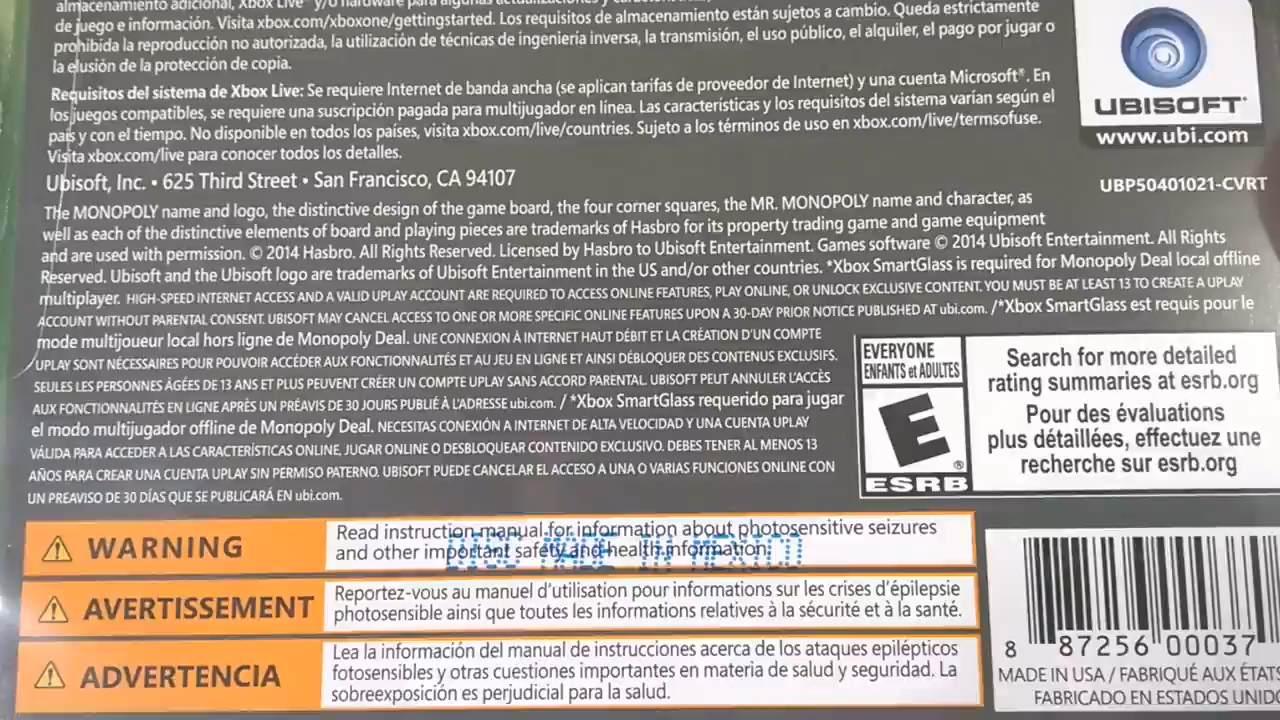 almacenamiento adicional, Xbox Live y/o hardware para algunas actualizaciones y
de juego e información. Visita xbox.com/xboxone/gettingstarted. Los requisitos de almacenamiento están sujetos a cambio. Queda estrictamente
prohibida la reproducción no autorizada, la utilización de técnicas de ingeniería inversa, la transmisión, el uso público, el alquiler, el pago por jugar o
la elusión de la protección de copia.
Requisitos del sistema de Xbox Live: Se requiere Internet de banda ancha (se aplican tarifas de proveedor de Internet) y una cuenta Microsoft®. En
los juegos compatibles, se requiere una suscripción pagada para multijugador en línea. Las características y los requisitos del sistema varían según el
país y con el tiempo. No disponible en todos los países, visita xbox.com/live/countries. Sujeto a los términos de uso en xbox.com/live/termsofuse.
Visita xbox.com/live para conocer todos los detalles.
UBISOFT
www.ubi.com
Ubisoft, Inc. • 625 Third Street • San Francisco, CA 94107
UBP50401021-CVRT
The MONOPOLY name and logo, the distinctive design of the game board, the four corner squares, the MR. MONOPOLY name and character, as
well as each of the distinctive elements of board and playing pieces are trademarks of Hasbro for its property trading game and game equipment
and are used with permission. © 2014 Hasbro. All Rights Reserved. Licensed by Hasbro to Ubisoft Entertainment. Games software © 2014 Ubisoft Entertainment. All Rights
Reserved. Ubisoft and the Ubisoft logo are trademarks of Ubisoft Entertainment in the US and/or other countries. *Xbox SmartGlass is required for Monopoly Deal local offline
multiplayer. HIGH-SPEED INTERNET ACCESS AND A VALID UPLAY ACCOUNT ARE REQUIRED TO ACCESS ONLINE FEATURES, PLAY ONLINE, OR UNLOCK EXCLUSIVE CONTENT. YOU MUST BE AT LEAST 13 TO CREATE A UPLAY
ACCOUNT WITHOUT PARENTAL CONSENT. UBISOFT MAY CANCEL ACCESS TO ONE OR MORE SPECIFIC ONLINE FEATURES UPON A 30-DAY PRIOR NOTICE PUBLISHED AT ubi.com. /*Xbox SmartGlass est requis pour le
mode multijoueur local hors ligne de Monopoly Deal. UNE CONNEXION À INTERNET HAUT DÉBIT ET LA CRÉATION D'UN COMPTE
UPLAY SONT NÉCESSAIRES POUR POUVOIR ACCÉDER AUX FONCTIONNALITÉS ET AU JEU EN LIGNE ET AINSI DÉBLOQUER DES CONTENUS EXCLUSIFS.
SEULES LES PERSONNES ÂGÉES DE 13 ANS ET PLUS PEUVENT CRÉER UN COMPTE UPLAY SANS ACCORD PARENTAL. UBISOFT PEUT ANNULER L'ACCÈS
AUX FONCTIONNALITÉS EN LIGNE APRÈS UN PRÉAVIS DE 30 JOURS PUBLIÉ À L'ADRESSE ubi.com. / *Xbox SmartGlass requerido para jugar
el modo multijugador offline de Monopoly Deal. NECESITAS CONEXIÓN A INTERNET DE ALTA VELOCIDAD Y UNA CUENTA UPLAY
VÁLIDA PARA ACCEDER A LAS CARACTERÍSTICAS ONLINE, JUGAR ONLINE O DESBLOQUEAR CONTENIDO EXCLUSIVO. DEBES TENER AL MENOS 13
AÑOS PARA CREAR UNA CUENTA UPLAY SIN PERMISO PATERNO. UBISOFT PUEDE CANCELAR EL ACCESO A UNA O VARIAS FUNCIONES ONLINE CON
UN PREAVISO DE 30 DÍAS QUE SE PUBLICARÁ EN ubi.com.
EVERYONE
ENFANTS et ADULTES
E
ESRB
Search for more detailed
rating summaries at esrb.org
Pour des évaluations
plus détaillées, effectuez une
recherche sur esrb.org
WARNING
Read instruction manual for information about photosensitive seizures
and other important safety and health information.
MADE IN MEXICO
AVERTISSEMENT
Reportez-vous au manuel d'utilisation pour informations sur les crises d'épilepsie
photosensible ainsi que toutes les informations relatives à la sécurité et à la santé.
ADVERTENCIA
Lea la información del manual de instrucciones acerca de los ataques epilépticos
fotosensibles y otras cuestiones importantes en materia de salud y seguridad. La
sobreexposición es perjudicial para la salud.
8 87256 00037
MADE IN USA / FABRIQUÉ AUX ÉTATS
FABRICADO EN ESTADOS UNIDO